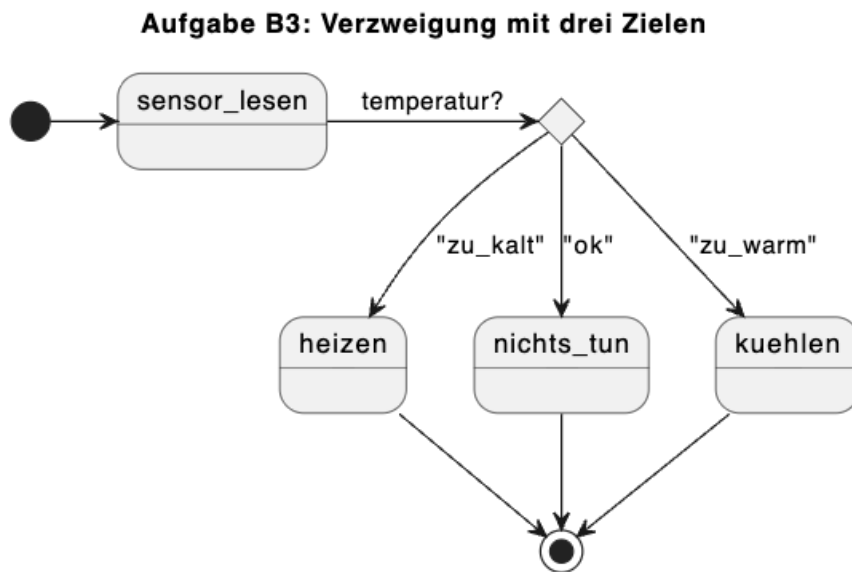 Aufgabe B3: Verzweigung mit drei Zielen
sensor_lesen
temperatur?
"zu_kalt"
"ok"
"zu_warm"
heizen
nichts_tun
kuehlen